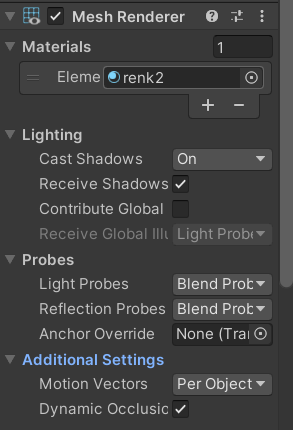 Mesh Renderer
Materials 1
Eleme renk2
Lighting
Cast Shadows On
Receive Shadows
Contribute Global
Receive Global Illu Light Probe
Probes
Light Probes Blend Prob
Reflection Probes Blend Prob
Anchor Override None (Tran
Additional Settings
Motion Vectors Per Object
Dynamic Occlusio